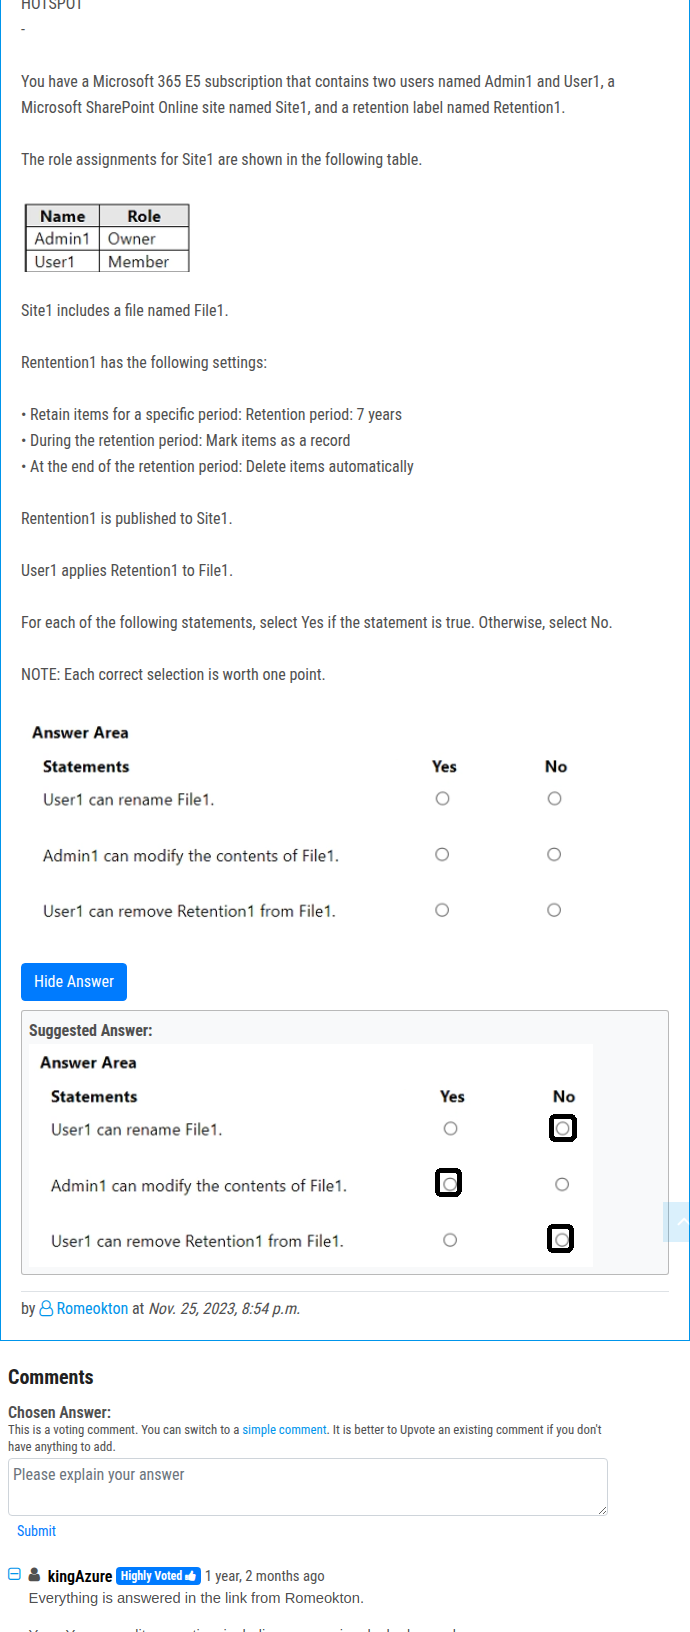 HOTSPOT
-
You have a Microsoft 365 E5 subscription that contains two users named Admin1 and User1, a
Microsoft SharePoint Online site named Site1, and a retention label named Retention1.
The role assignments for Site1 are shown in the following table.
Name Role
Admin1 Owner
User1 Member
Site1 includes a file named File1.
Rentention1 has the following settings:
• Retain items for a specific period: Retention period: 7 years
• During the retention period: Mark items as a record
• At the end of the retention period: Delete items automatically
Rentention1 is published to Site1.
User1 applies Retention1 to File1.
For each of the following statements, select Yes if the statement is true. Otherwise, select No.
NOTE: Each correct selection is worth one point.
Answer Area
Statements Yes No
User1 can rename File1.
Admin1 can modify the contents of File1.
User1 can remove Retention1 from File1.
Hide Answer
Suggested Answer:
Answer Area
Statements Yes No
User1 can rename File1.
Admin1 can modify the contents of File1.
User1 can remove Retention1 from File1.
by Romeokton at Nov. 25, 2023, 8:54 p.m.
Comments
Chosen Answer:
This is a voting comment. You can switch to a simple comment. It is better to Upvote an existing comment if you don't
have anything to add.
Please explain your answer
Submit
kingAzure Highly Voted 1 year, 2 months ago
Everything is answered in the link from Romeokton.